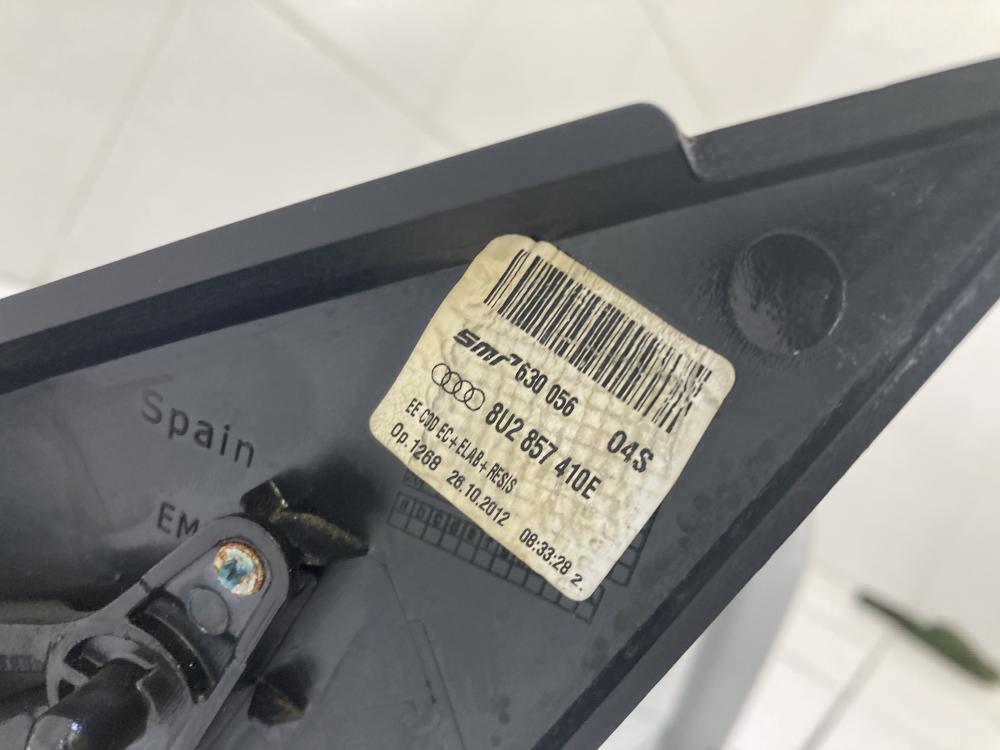 SMR 630 056
8U2 857 410E 04S
EE COD EC+ELAB+RESIS
Op.1268 26.10.2012 08:33:28 2.
Spain
EM
a b c d e